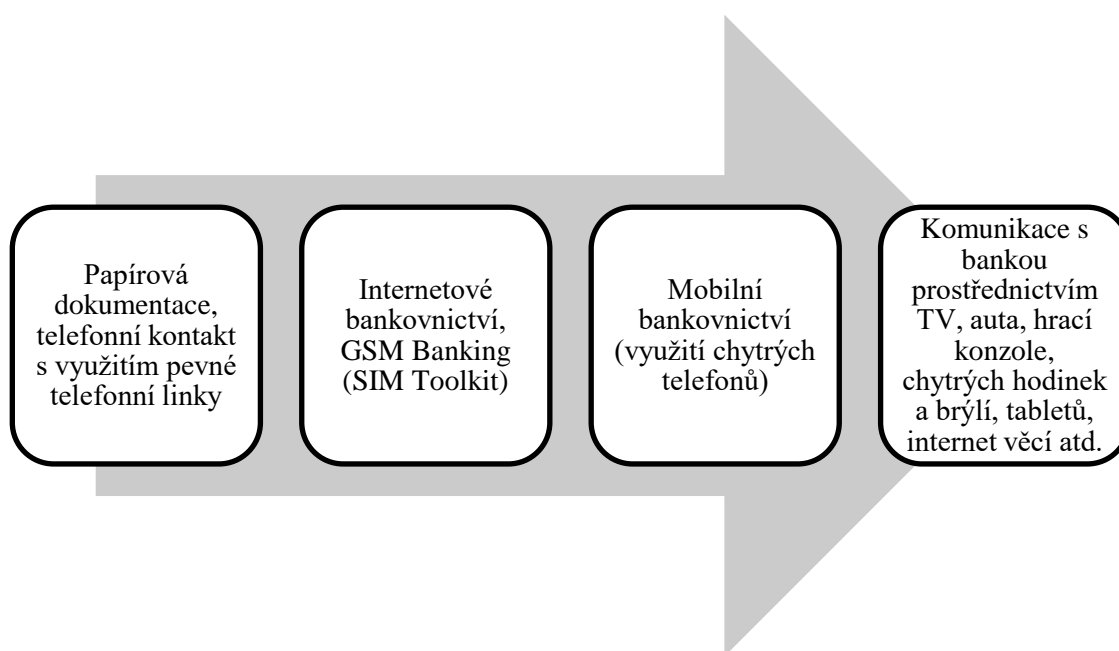 Papírová
dokumentace,
telefonní kontakt
s využitím pevné
telefonní linky
Internetové
bankovnictví,
GSM Banking
(SIM Toolkit)
Mobilní
bankovnictví
(využití chytrých
telefonů)
Komunikace s
bankou
prostřednictvím
TV, auta, hrací
konzole,
chytrých hodinek
a brýlí, tabletů,
internet věcí atd.